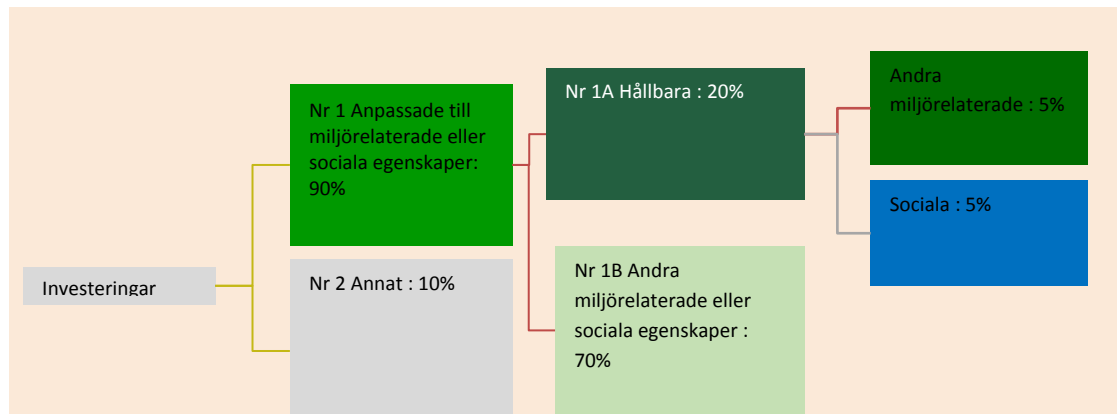 Investeringar
Nr 1 Anpassade till
miljörelaterade eller
sociala egenskaper:
90%
Nr 2 Annat : 10%
Nr 1A Hållbara : 20%
Nr 1B Andra
miljörelaterade eller
sociala egenskaper :
70%
Andra
miljörelaterade : 5%
Sociala : 5%